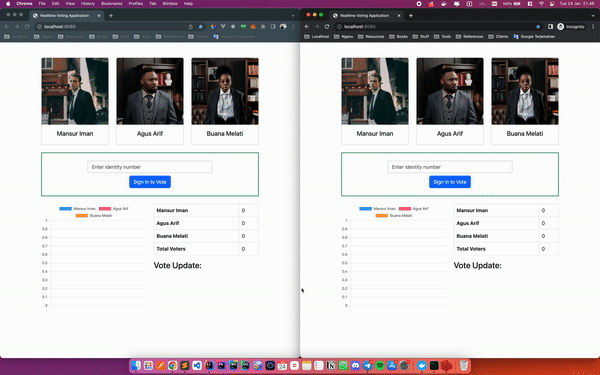 Chrome File Edit View History Bookmarks Profiles Tab Window Help
100%
Sat 24 Jan 21:46
Realtime Voting Application
localhost:8080
Mansur Iman
Agus Arif
Buana Melati
Enter identity number
Sign in to Vote
Mansur Iman Agus Arif
Buana Melati
1
0.9
0.8
0.7
0.6
0.5
0.4
0.3
0.2
0.1
0
Mansur Iman 0
Agus Arif 0
Buana Melati 0
Total Voters 0
Vote Update:
Realtime Voting Application
localhost:8080
Incognito
Localhost Nganu Resources Books Stuff Tools References Clients Google Terjemahan
Mansur Iman
Agus Arif
Buana Melati
Enter identity number
Sign in to Vote
Mansur Iman Agus Arif
Buana Melati
1
0.9
0.8
0.7
0.6
0.5
0.4
0.3
0.2
0.1
0
Mansur Iman 0
Agus Arif 0
Buana Melati 0
Total Voters 0
Vote Update: